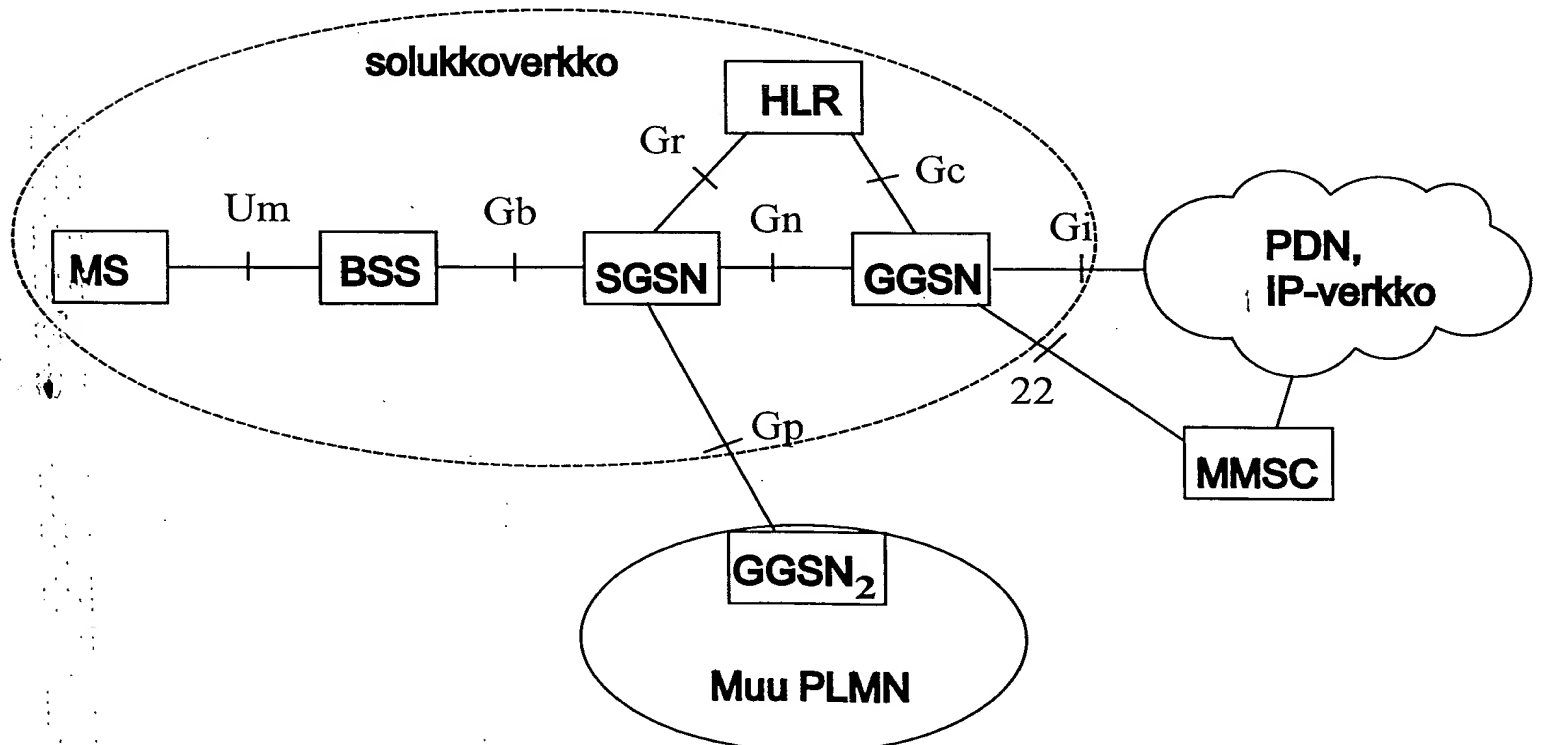 solukkoverkko
HLR
Gr
Gc
Um
Gb
Gn
Gi
MS
BSS
SGSN
GGSN
PDN,
IP-verkko
22
Gp
MMSC
GGSN₂
Muu PLMN